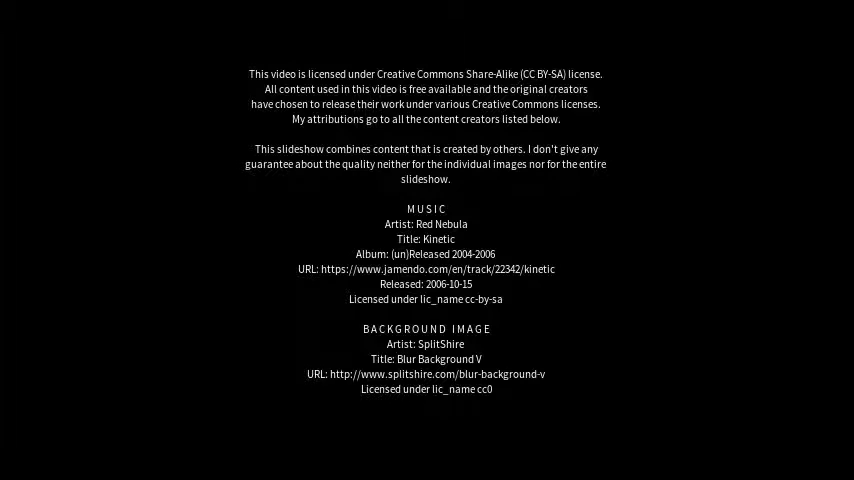 This video is licensed under Creative Commons Share-Alike (CC BY-SA) license.
All content used in this video is free available and the original creators
have chosen to release their work under various Creative Commons licenses.
My attributions go to all the content creators listed below.
This slideshow combines content that is created by others. I don't give any
guarantee about the quality neither for the individual images nor for the entire
slideshow.
MUSIC
Artist: Red Nebula
Title: Kinetic
Album: (un)Released 2004-2006
URL: https://www.jamendo.com/en/track/22342/kinetic
Released: 2006-10-15
Licensed under lic_name cc-by-sa
BACKGROUND IMAGE
Artist: SplitShire
Title: Blur Background V
URL: http://www.splitshire.com/blur-background-v
Licensed under lic_name cc0